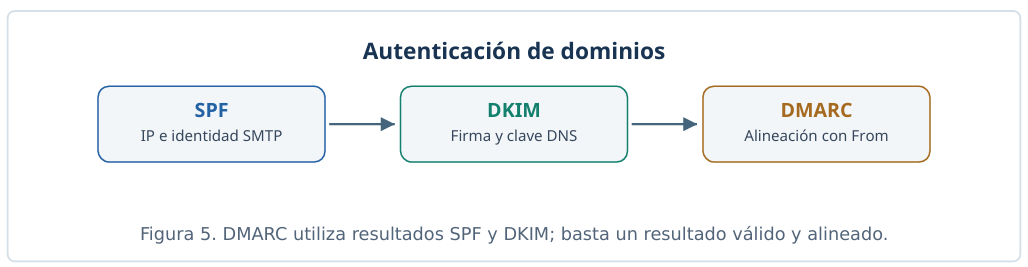 Autenticación de dominios
SPF
IP e identidad SMTP
DKIM
Firma y clave DNS
DMARC
Alineación con From
Figura 5. DMARC utiliza resultados SPF y DKIM; basta un resultado válido y alineado.